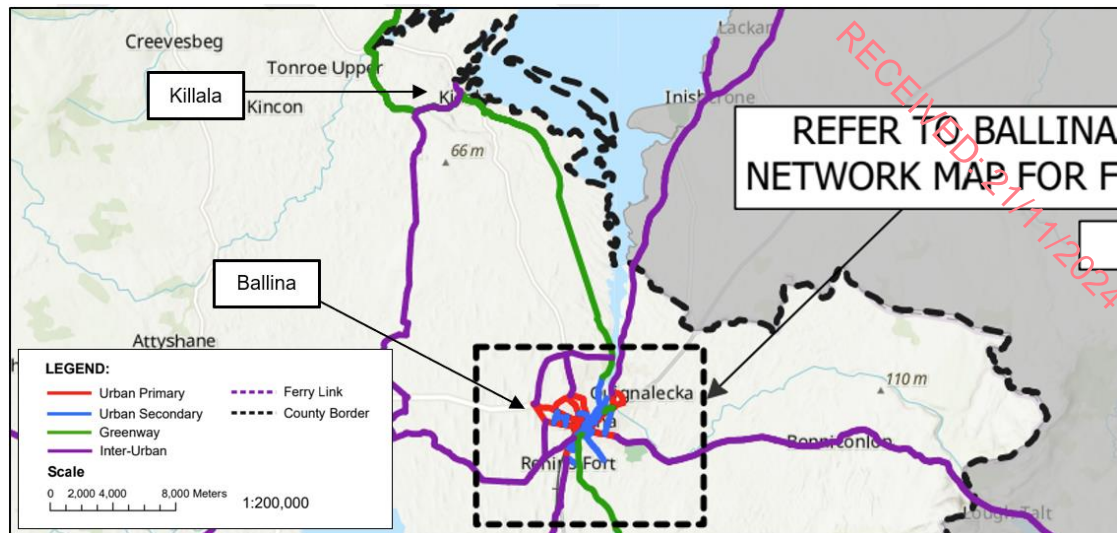 Creevesbeg
Lackan
Tonroe Upper
Killala
Kincon
66 m
REFER TO BALLINA
NETWORK MAP FOR F
RECEIVED: 21/11/2024
Ballina
Attyshane
LEGEND:
Urban Primary
Urban Secondary
Greenway
Inter-Urban
Ferry Link
County Border
Scale
0 2,000 4,000 8,000 Meters
1:200,000
110 m
Bonniconlon
Lough Talt